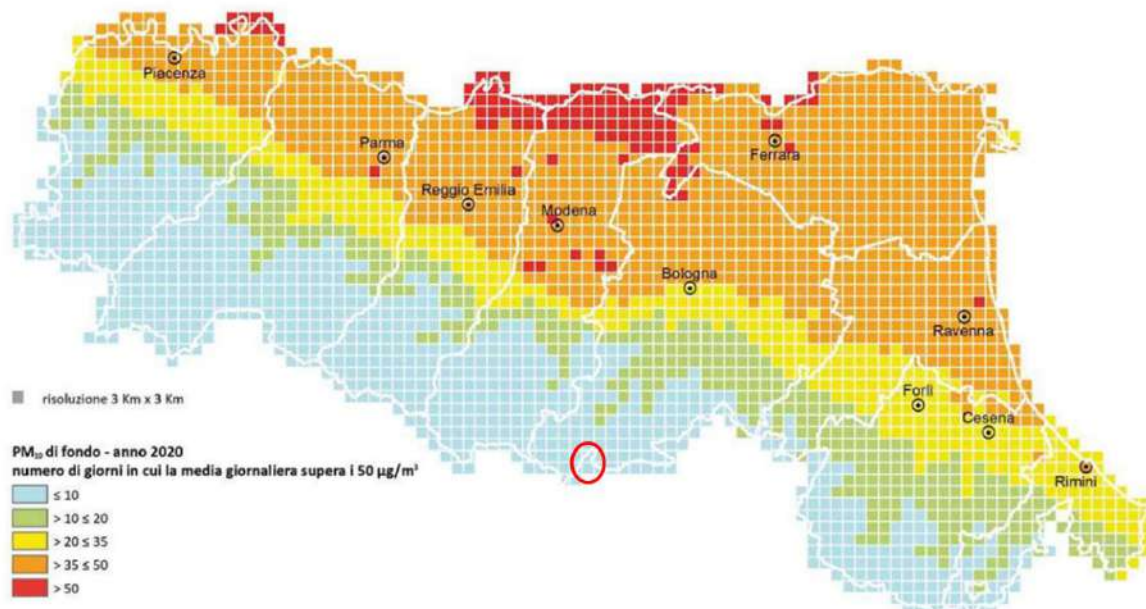 Piacenza
Parma
Reggio Emilia
Modena
Ferrara
Bologna
Ravenna
Forlì
Cesena
Rimini
risoluzione 3 Km x 3 Km
PM₁₀ di fondo - anno 2020
numero di giorni in cui la media giornaliera supera i 50 µg/m³
≤ 10
> 10 ≤ 20
> 20 ≤ 35
> 35 ≤ 50
> 50